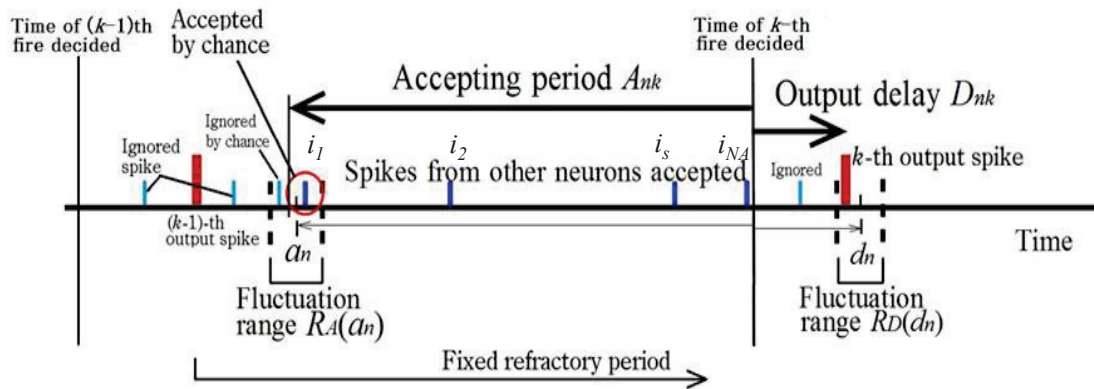 Time of (k-1)th
fire decided
Accepted
by chance
Time of k-th
fire decided
Accepting period Ank
Output delay Dnk
Ignored
by chance
Ignored
spike
i1
i2
is
iNA
Spikes from other neurons accepted
Ignored
k-th output spike
(k-1)-th
output spike
an
dn
Time
Fluctuation
range RA(an)
Fluctuation
range RD(dn)
Fixed refractory period